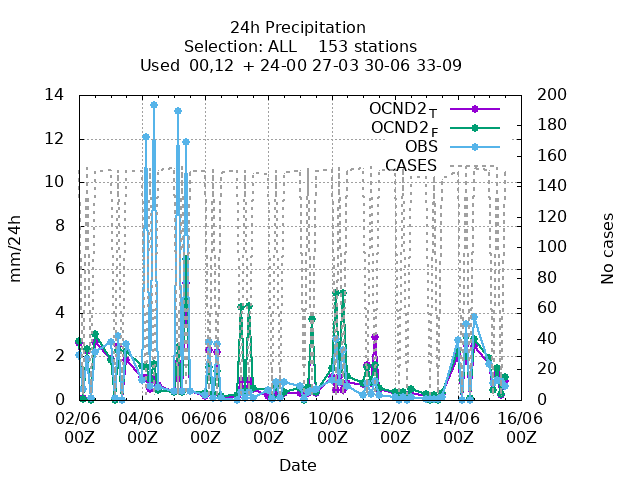 24h Precipitation
Selection: ALL    153 stations
Used  00,12  + 24-00 27-03 30-06 33-09
14 200
12 180
10 160
8 140
6 120
4 100
2 80
0 60
40
20
0
mm/24h
No cases
OCND2T
OCND2F
OBS
CASES
02/06 04/06 06/06 08/06 10/06 12/06 14/06 16/06
00Z 00Z 00Z 00Z 00Z 00Z 00Z 00Z
Date